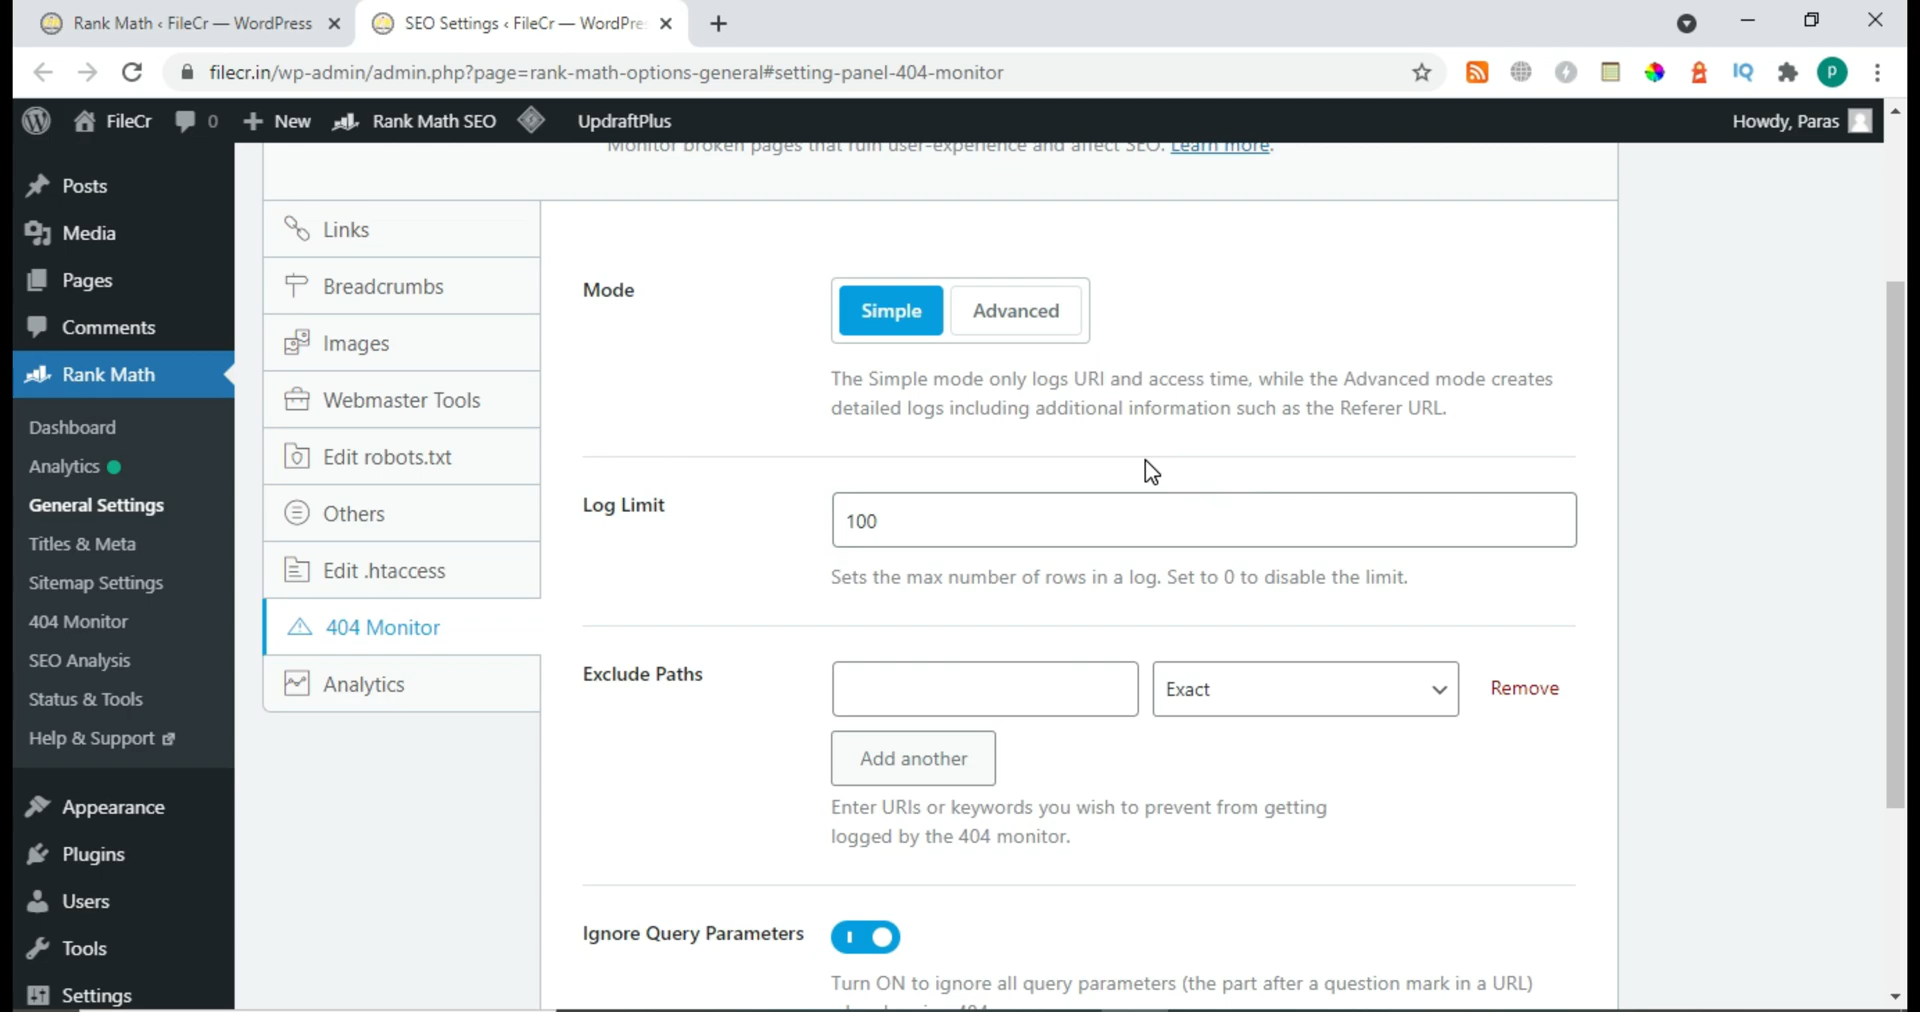 Rank Math ‹ FileCr — WordPress
SEO Settings ‹ FileCr — WordPre
filecr.in/wp-admin/admin.php?page=rank-math-options-general#setting-panel-404-monitor
IQ
P
FileCr
0
New
Rank Math SEO
UpdraftPlus
Howdy, Paras
Monitor broken pages that ruin user-experience and affect SEO. Learn more.
Posts
Media
Pages
Comments
Rank Math
Dashboard
Analytics
General Settings
Titles & Meta
Sitemap Settings
404 Monitor
SEO Analysis
Status & Tools
Help & Support
Appearance
Plugins
Users
Tools
Settings
Links
Breadcrumbs
Images
Webmaster Tools
Edit robots.txt
Others
Edit .htaccess
404 Monitor
Analytics
Mode
Simple
Advanced
The Simple mode only logs URI and access time, while the Advanced mode creates
detailed logs including additional information such as the Referer URL.
Log Limit
100
Sets the max number of rows in a log. Set to 0 to disable the limit.
Exclude Paths
Exact
Remove
Add another
Enter URIs or keywords you wish to prevent from getting
logged by the 404 monitor.
Ignore Query Parameters
Turn ON to ignore all query parameters (the part after a question mark in a URL)